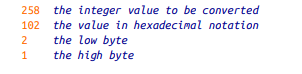 258 the integer value to be converted
102 the value in hexadecimal notation
2 the low byte
1 the high byte